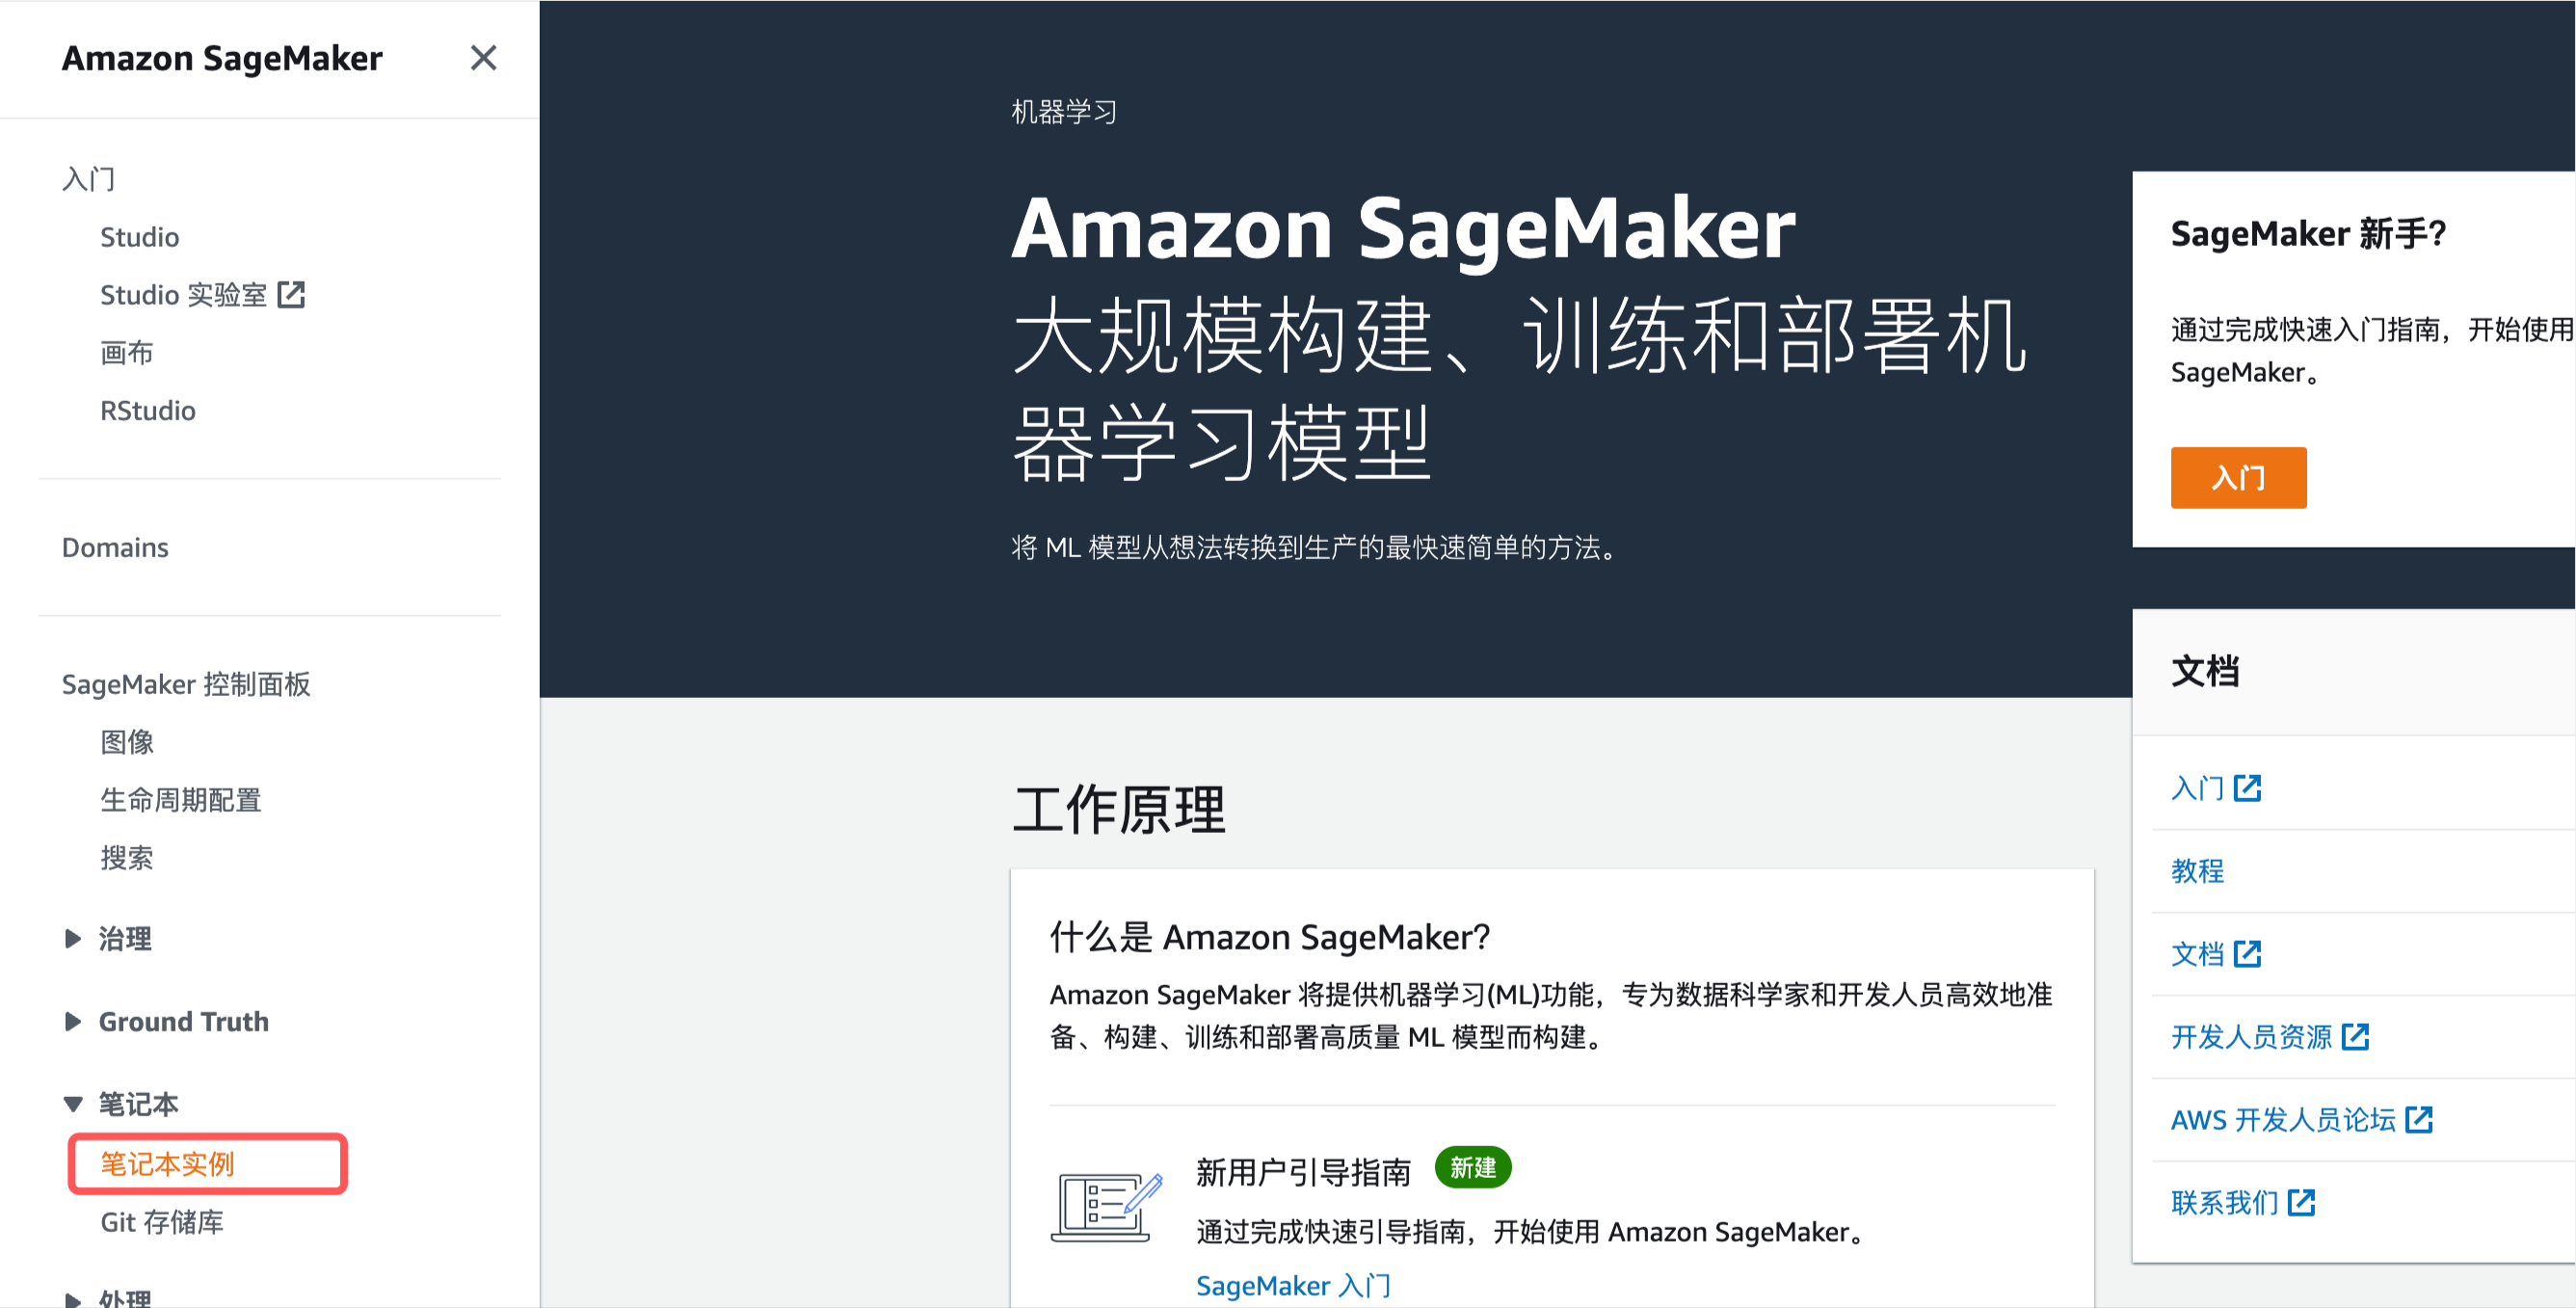 Amazon SageMaker
入门
Studio
Studio 实验室
画布
RStudio
Domains
SageMaker 控制面板
图像
生命周期配置
搜索
治理
Ground Truth
笔记本
笔记本实例
Git 存储库
处理
机器学习
Amazon SageMaker
大规模构建、训练和部署机
器学习模型
将 ML 模型从想法转换到生产的最快速简单的方法。
工作原理
什么是 Amazon SageMaker?
Amazon SageMaker 将提供机器学习(ML)功能，专为数据科学家和开发人员高效地准
备、构建、训练和部署高质量 ML 模型而构建。
新用户引导指南 新建
通过完成快速引导指南，开始使用 Amazon SageMaker。
SageMaker 入门
SageMaker 新手?
通过完成快速入门指南，开始使用
SageMaker。
入门
文档
入门
教程
文档
开发人员资源
AWS 开发人员论坛
联系我们